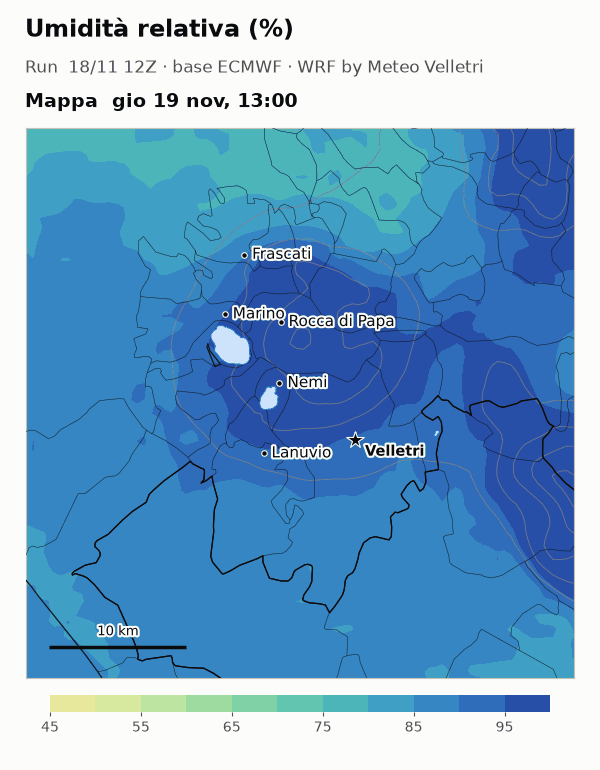 Umidità relativa (%)
Run  18/11 12Z · base ECMWF · WRF by Meteo Velletri
Mappa  gio 19 nov, 13:00
Frascati
Marino
Rocca di Papa
Nemi
Velletri
Lanuvio
10 km
45 55 65 75 85 95